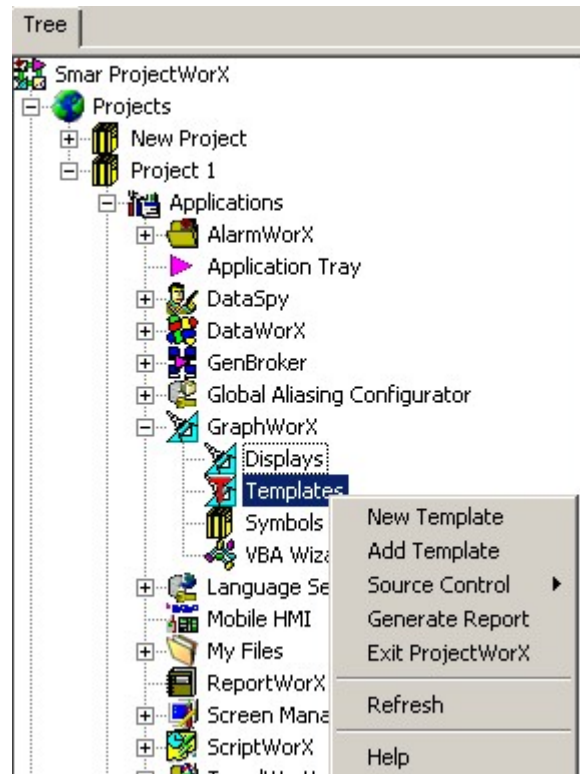 Tree
Smar ProjectWorX
Projects
New Project
Project 1
Applications
AlarmWorX
Application Tray
DataSpy
DataWorX
GenBroker
Global Aliasing Configurator
GraphWorX
Displays
Templates
Symbols
VBA Wiza
Language Se
Mobile HMI
My Files
ReportWorX
Screen Mana
ScriptWorX
New Template
Add Template
Source Control
Generate Report
Exit ProjectWorX
Refresh
Help